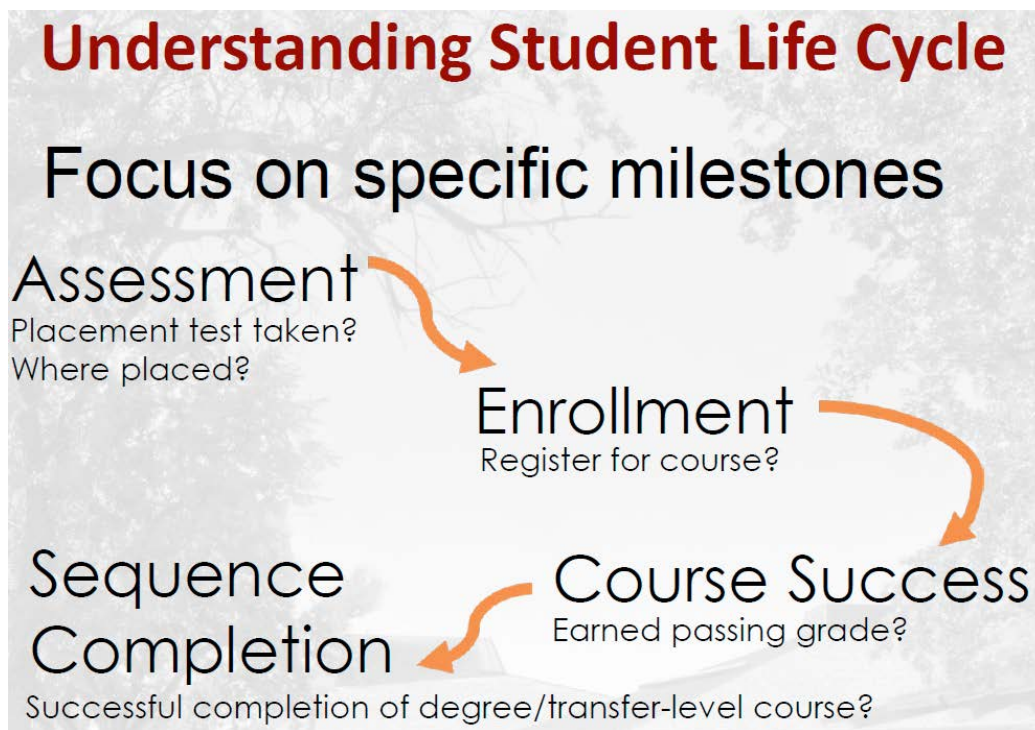 Understanding Student Life Cycle
Focus on specific milestones
Assessment
Placement test taken?
Where placed?
Enrollment
Register for course?
Course Success
Earned passing grade?
Sequence
Completion
Successful completion of degree/transfer-level course?